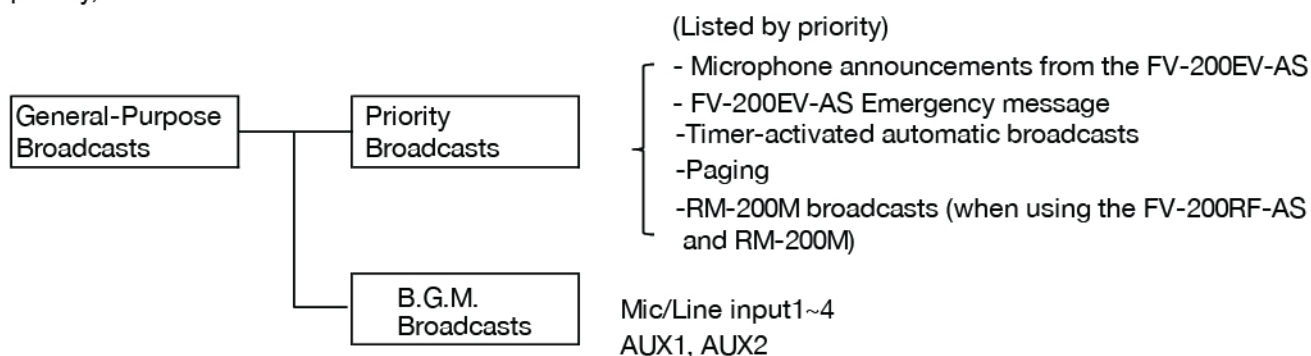 (Listed by priority)
- Microphone announcements from the FV-200EV-AS
- FV-200EV-AS Emergency message
-Timer-activated automatic broadcasts
-Paging
-RM-200M broadcasts (when using the FV-200RF-AS
and RM-200M)
General-Purpose
Broadcasts
Priority
Broadcasts
B.G.M.
Broadcasts
Mic/Line input1~4
AUX1, AUX2